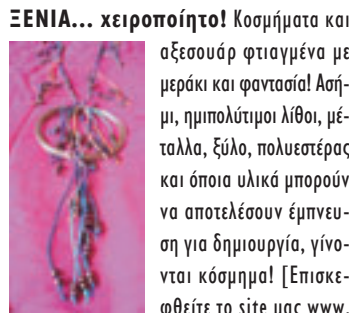 ΞΕΝΙΑ... χειροποίητο! Κοσμήματα και
αξεσουάρ φτιαγμένα με
μεράκι και φαντασία! Ασή-
μι, ημιπολύτιμοι λίθοι, μέ-
ταλλα, ξύλο, πολυεστέρας
και όποια υλικά μπορούν
να αποτελέσουν έμπνευ-
ση για δημιουργία, γίνο-
νται κόσμημα! [Επισκε-
φθείτε το site μας www.